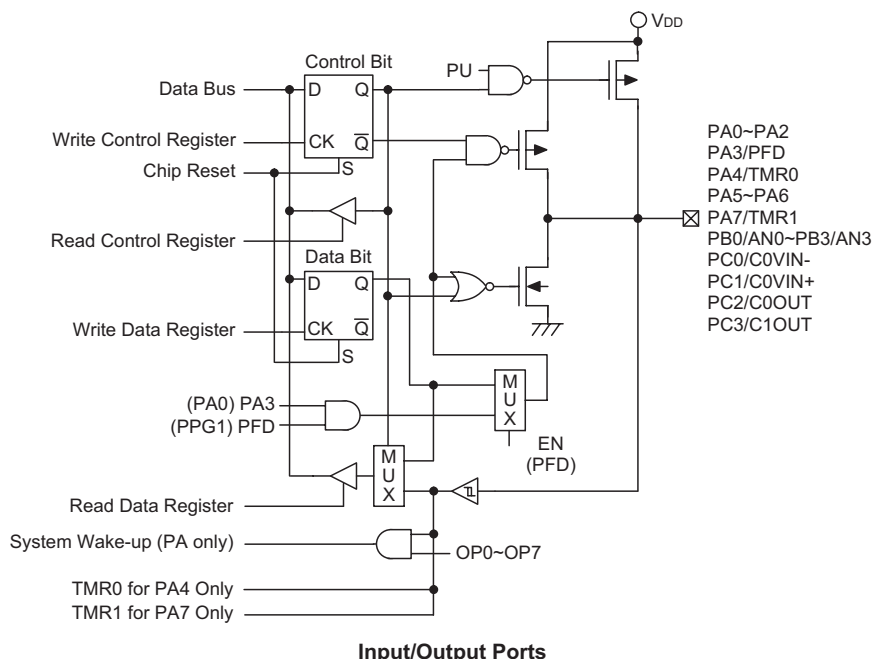 VDD
Control Bit
PU
Data Bus
D Q
Write Control Register
CK Q
Chip Reset
S
PA0~PA2
PA3/PFD
PA4/TMR0
PA5~PA6
PA7/TMR1
PB0/AN0~PB3/AN3
PC0/C0VIN-
PC1/C0VIN+
PC2/C0OUT
PC3/C1OUT
Read Control Register
Data Bit
D Q
Write Data Register
CK Q
S
(PA0) PA3
(PPG1) PFD
M
U
X
EN
(PFD)
M
U
X
Read Data Register
System Wake-up (PA only)
OP0~OP7
TMR0 for PA4 Only
TMR1 for PA7 Only
Input/Output Ports